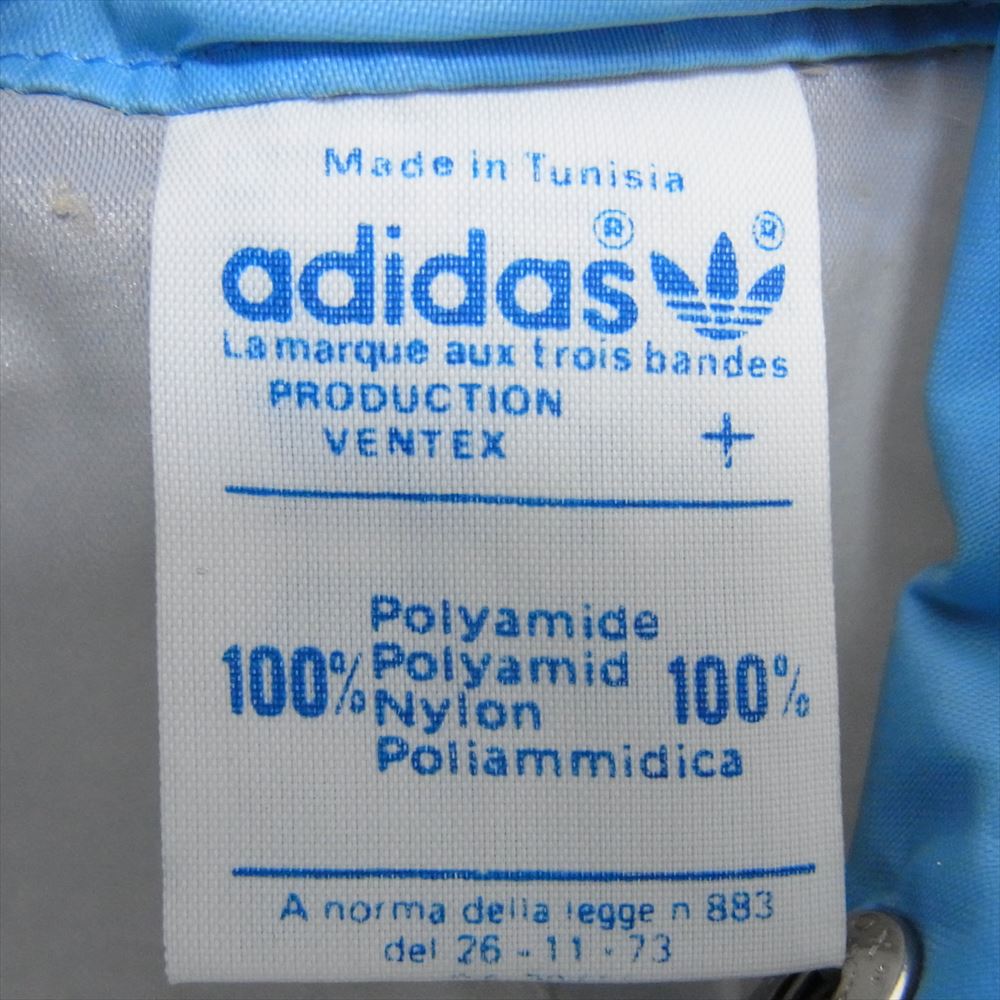 Made in Tunisia
adidas ® ®
La marque aux trois bandes
PRODUCTION
VENTEX +
100% Polyamide
Polyamid
Nylon
Poliammidica 100%
A norma della legge n 883
del 26-11-73